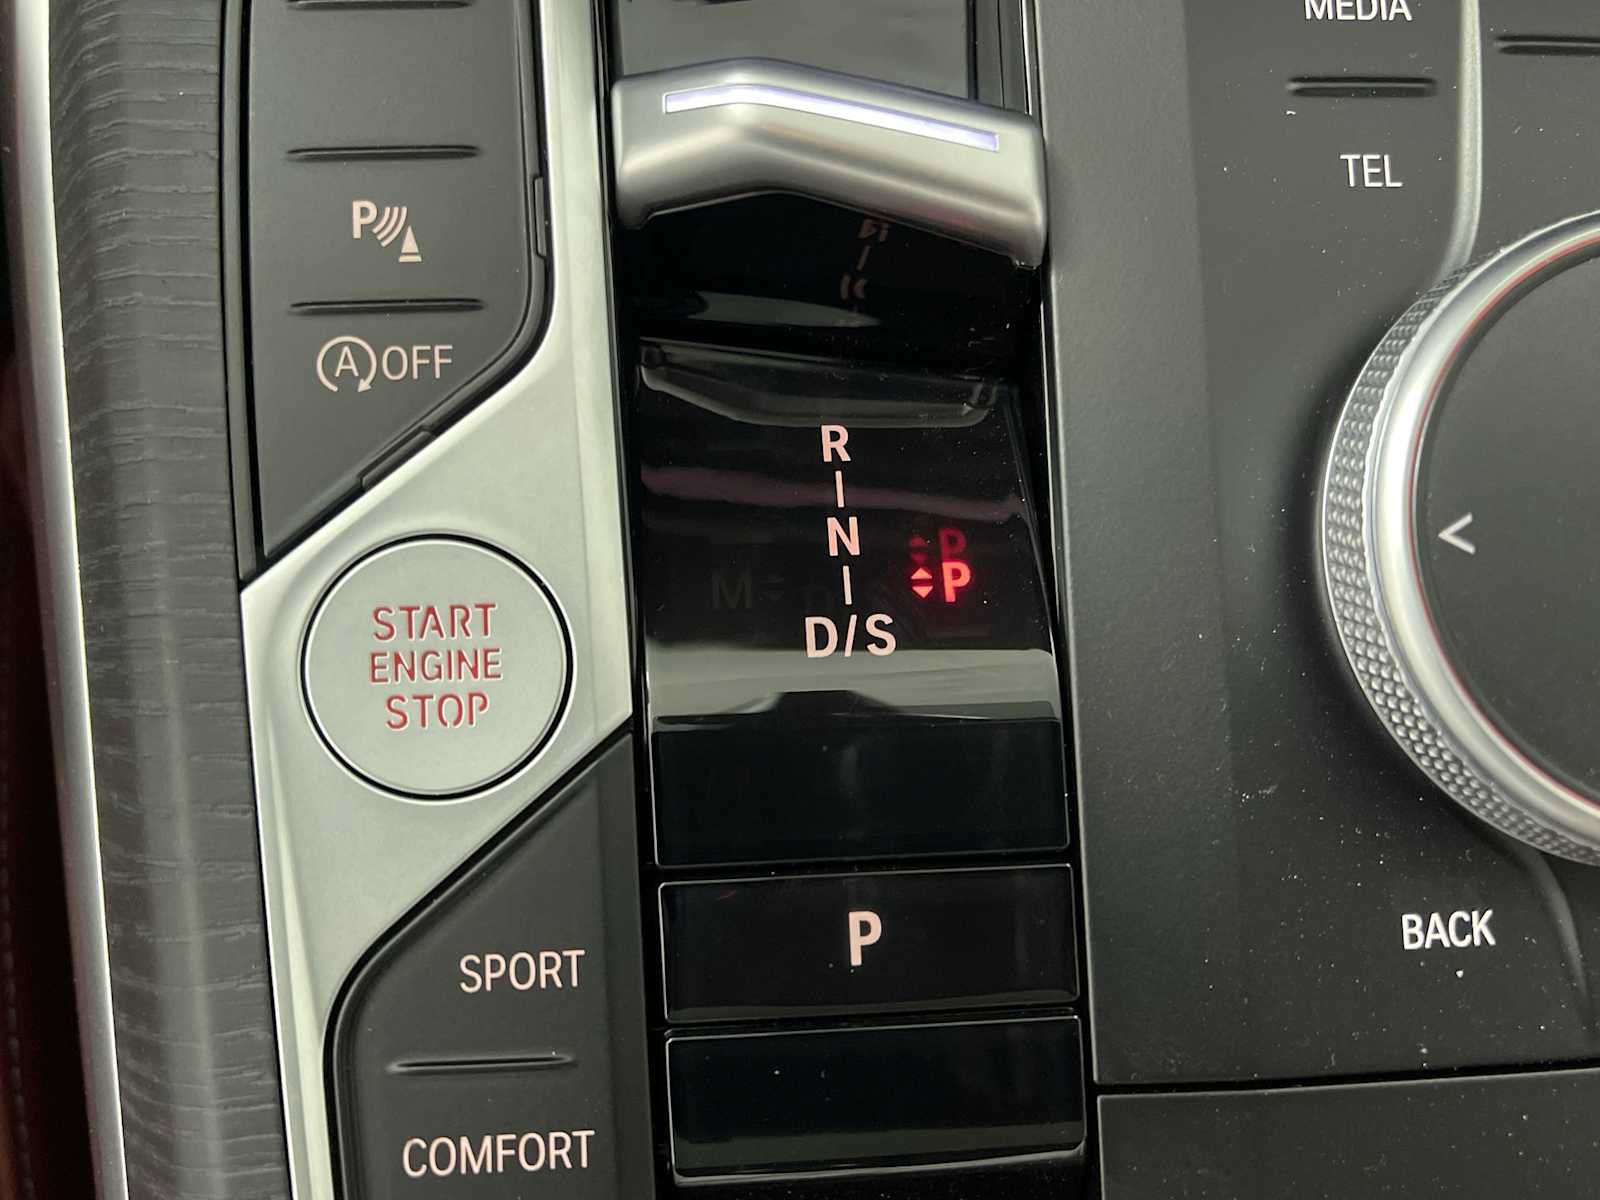 MEDIA
TEL
P
A OFF
R
N
D/S
M
P
START
ENGINE
STOP
<
P
BACK
SPORT
COMFORT